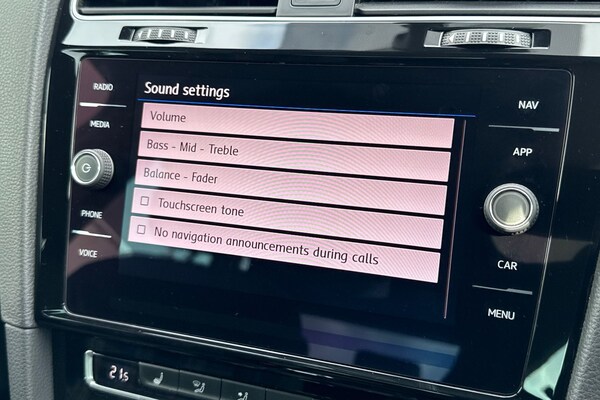 Sound settings
Volume
Bass - Mid - Treble
Balance - Fader
Touchscreen tone
No navigation announcements during calls
RADIO
MEDIA
PHONE
VOICE
NAV
APP
CAR
MENU
21.5